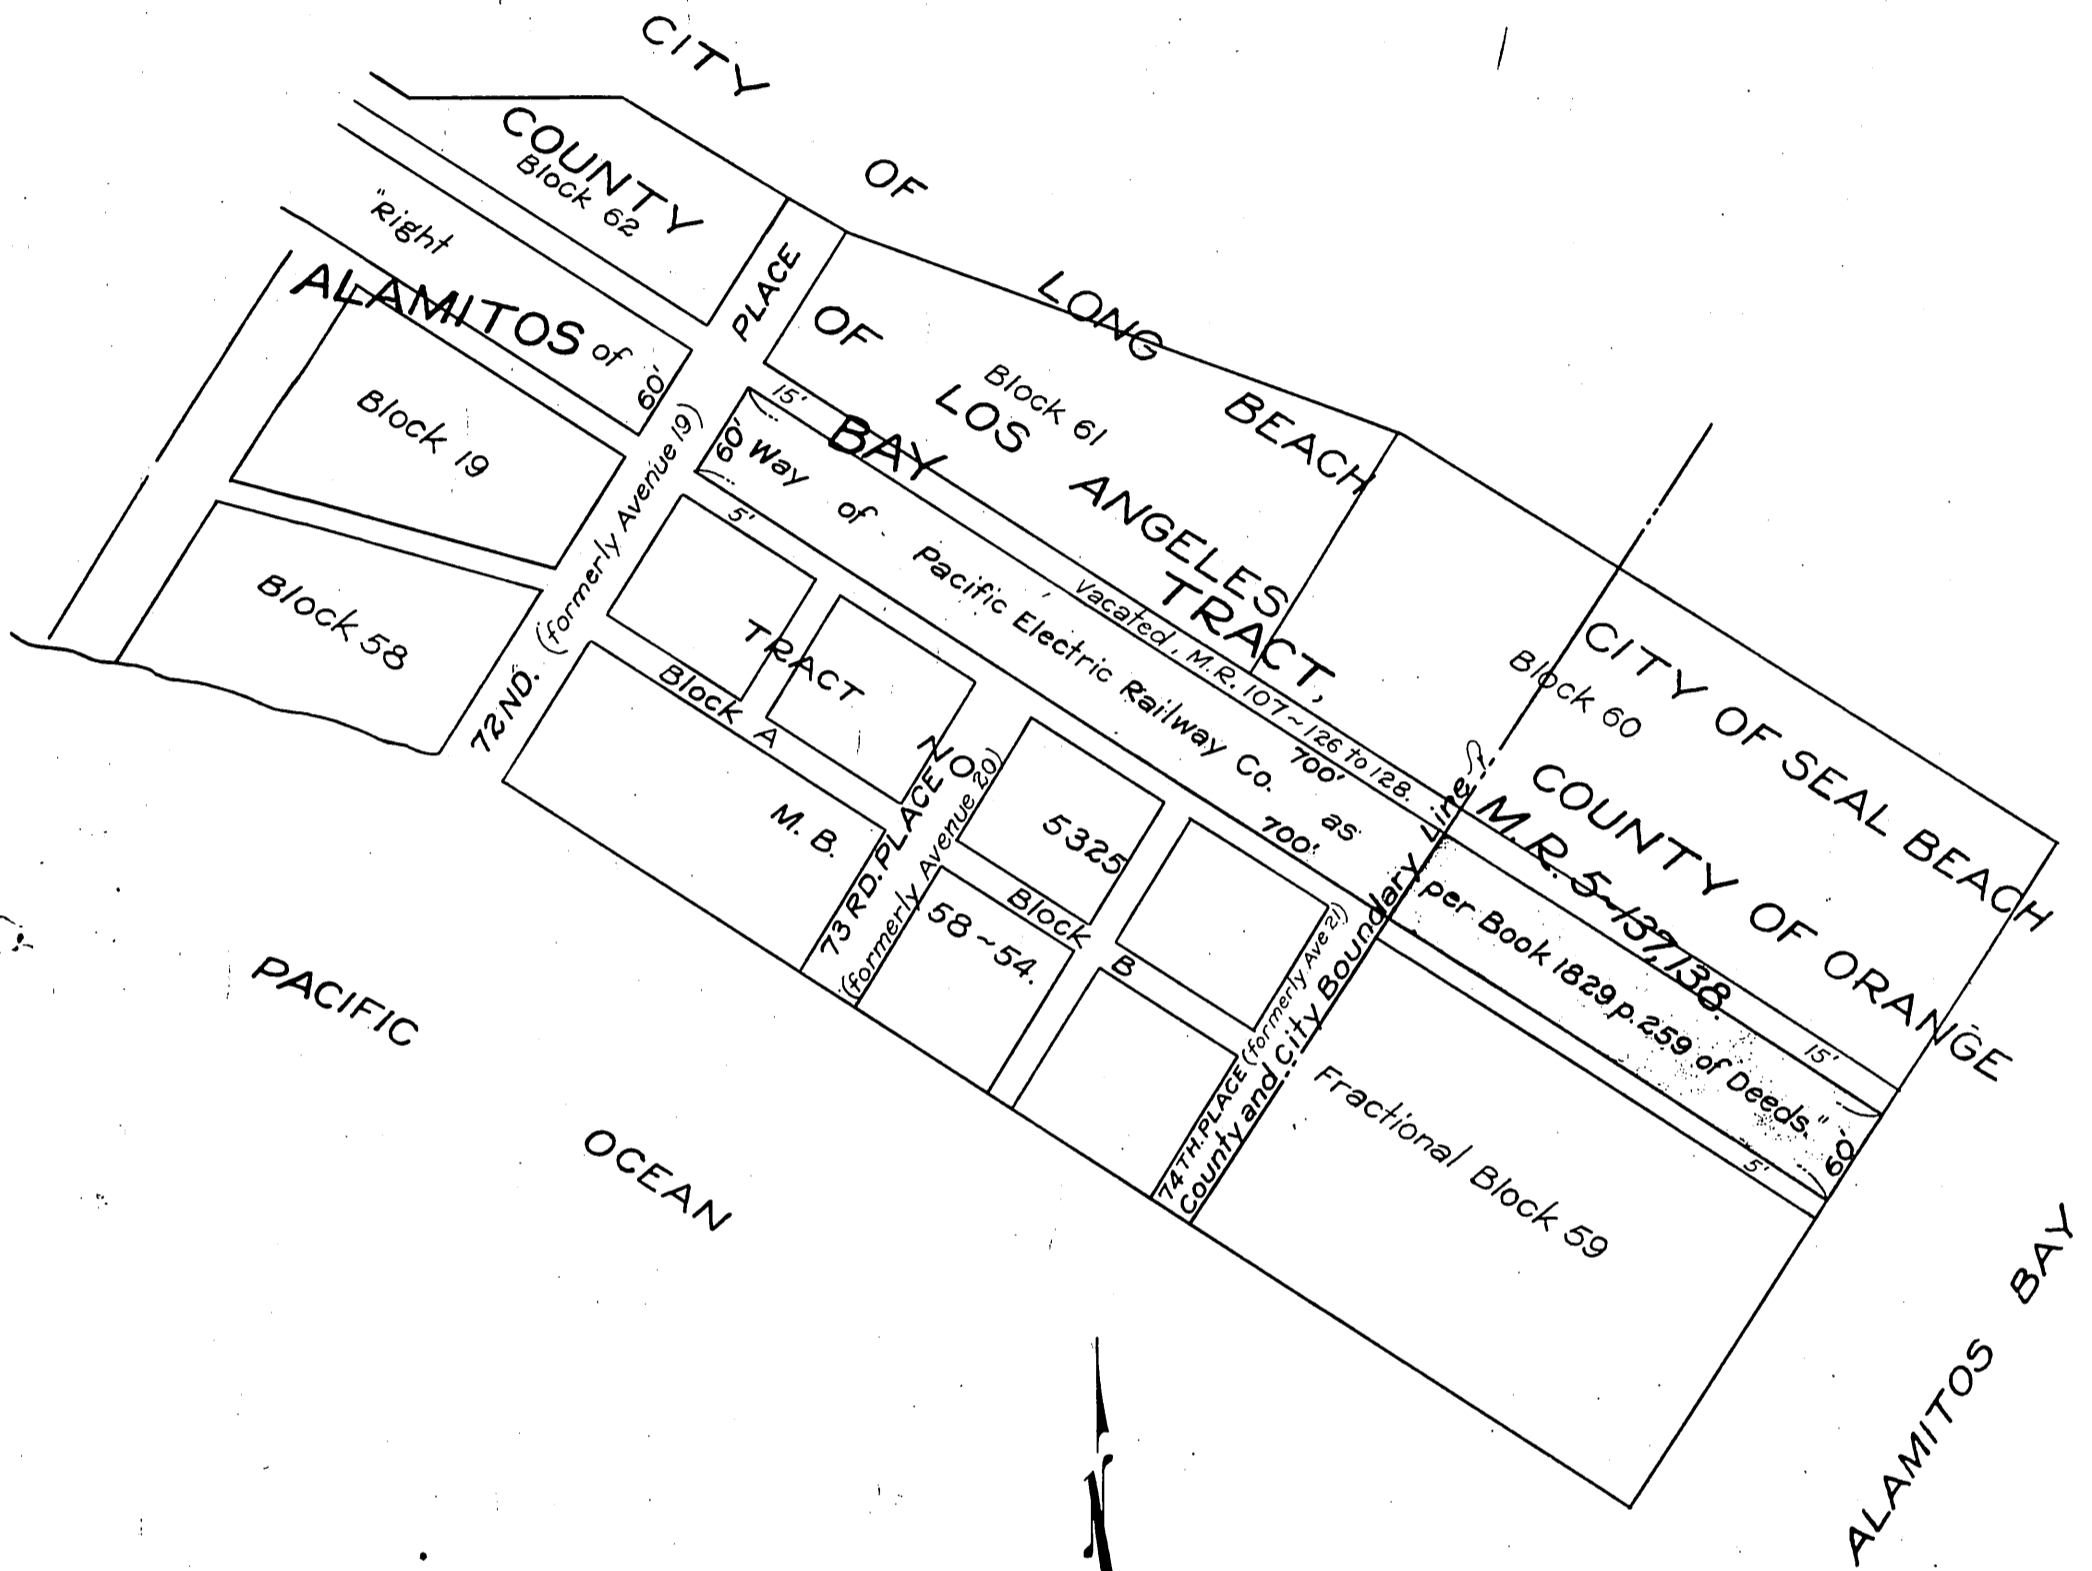 CITY OF LONG BEACH
COUNTY OF LOS ANGELES
Block 62
PLACE
"Right of Way of Pacific Electric Railway Co. as per Book 1829 p.259 of Deeds."
ALAMITOS BAY TRACT,
M.R. 5~137,138.
60'
Block 19
Block 61
15'
60'
5'
Vacated, M.R. 107~126 to 128.
700'
700'
Block 58
72ND.
(formerly Avenue 19)
TRACT NO 5325
Block A
M. B. 58~54.
73 RD. PLACE
(formerly Avenue 20)
Block B
74TH. PLACE (formerly Ave 21)
County and City Boundary Line
Block 60
CITY OF SEAL BEACH
COUNTY OF ORANGE
15'
60'
5'
Fractional Block 59
PACIFIC OCEAN
ALAMITOS BAY
N